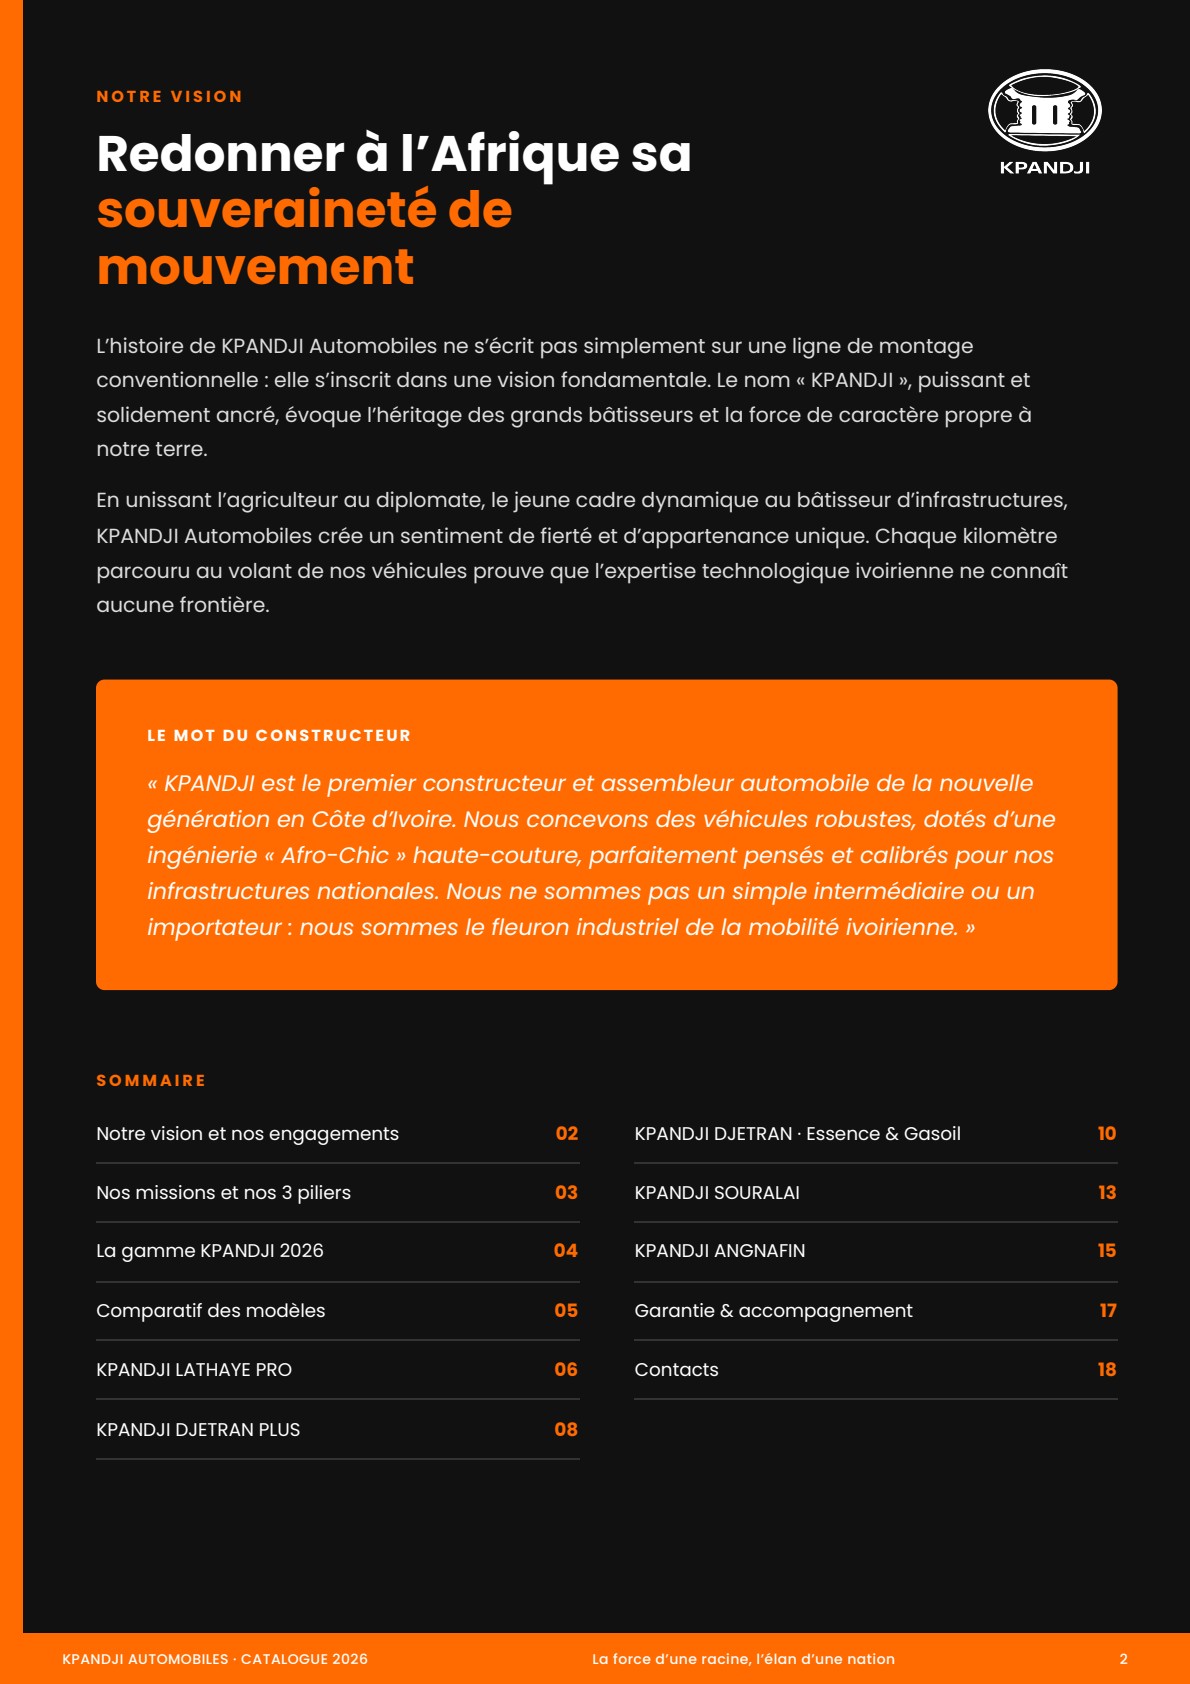 NOTRE VISION
KPANDJI
Redonner à l’Afrique sa
souveraineté de
mouvement
L’histoire de KPANDJI Automobiles ne s’écrit pas simplement sur une ligne de montage
conventionnelle : elle s’inscrit dans une vision fondamentale. Le nom « KPANDJI », puissant et
solidement ancré, évoque l’héritage des grands bâtisseurs et la force de caractère propre à
notre terre.
En unissant l’agriculteur au diplomate, le jeune cadre dynamique au bâtisseur d’infrastructures,
KPANDJI Automobiles crée un sentiment de fierté et d’appartenance unique. Chaque kilomètre
parcouru au volant de nos véhicules prouve que l’expertise technologique ivoirienne ne connaît
aucune frontière.
LE MOT DU CONSTRUCTEUR
« KPANDJI est le premier constructeur et assembleur automobile de la nouvelle
génération en Côte d’Ivoire. Nous concevons des véhicules robustes, dotés d’une
ingénierie « Afro-Chic » haute-couture, parfaitement pensés et calibrés pour nos
infrastructures nationales. Nous ne sommes pas un simple intermédiaire ou un
importateur : nous sommes le fleuron industriel de la mobilité ivoirienne. »
SOMMAIRE
Notre vision et nos engagements 02
Nos missions et nos 3 piliers 03
La gamme KPANDJI 2026 04
Comparatif des modèles 05
KPANDJI LATHAYE PRO 06
KPANDJI DJETRAN PLUS 08
KPANDJI DJETRAN · Essence & Gasoil 10
KPANDJI SOURALAI 13
KPANDJI ANGNAFIN 15
Garantie & accompagnement 17
Contacts 18
KPANDJI AUTOMOBILES · CATALOGUE 2026 La force d’une racine, l’élan d’une nation 2